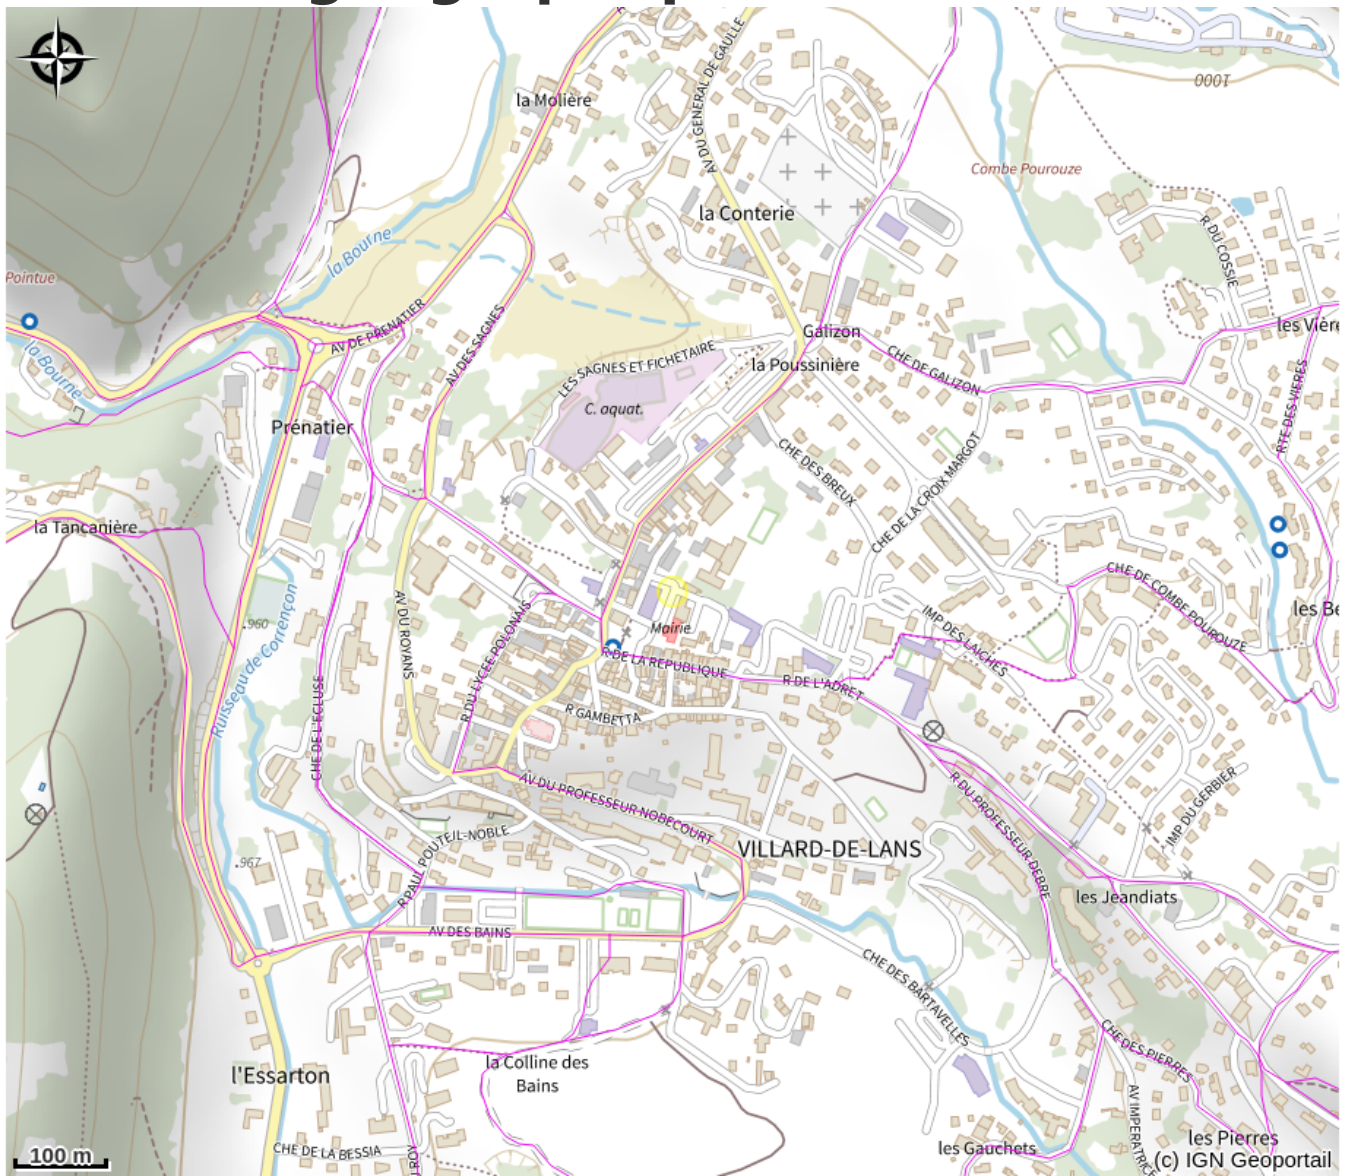 la Molière
AV DU GENERAL DE GAULLE
1000
Combe Pourouze
la Conterie
R DU COSSIE
la Bourne
Pointue
AV DE PRENATIER
AV DES SAGNES
Galizon
les Vière
la Bourne
LES SAGNES ET FICHETAIRE
la Poussinière
CHE DE GALIZON
C. aquat.
RTE DES VIERES
Prénatier
CHE DES BREUX
CHE DE LA CROIX MARGOT
la Tancanière
CHE DE COMBE POUROUZE
960
Ruisseau de Corrençon
AV DU ROYANS
R DU LYCEE POLONAIS
Mairie
IMP DES LAICHES
les Be
R DE LA REPUBLIQUE
R DE L'ADRET
CHE DE L'ECLUSE
R GAMBETTA
AV DU PROFESSEUR NOBECOURT
R DU PROFESSEUR DEBRE
IMP DU GERBIER
R PAUL POUTEIL-NOBLE
VILLARD-DE-LANS
967
les Jeandiats
AV DES BAINS
CHE DES BARTAVELLES
l'Essarton
la Colline des
Bains
CHE DES PIERRES
AV IMPERATRICE
CHE DE LA BESSIA
les Gauchets
les Pierres
100 m
(c) IGN Geoportail